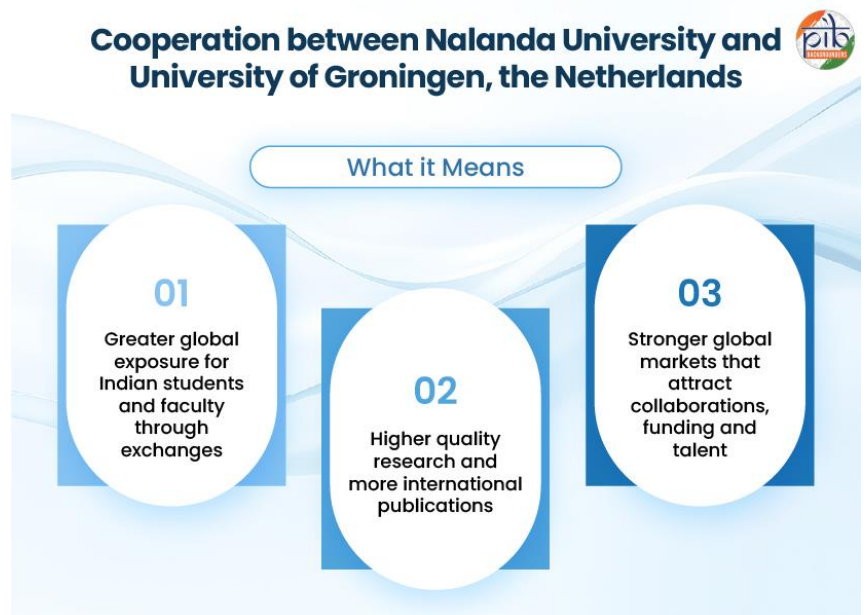 Cooperation between Nalanda University and
University of Groningen, the Netherlands
pib
BACKGROUNDERS
What it Means
01
Greater global
exposure for
Indian students
and faculty
through
exchanges
02
Higher quality
research and
more international
publications
03
Stronger global
markets that
attract
collaborations,
funding and
talent